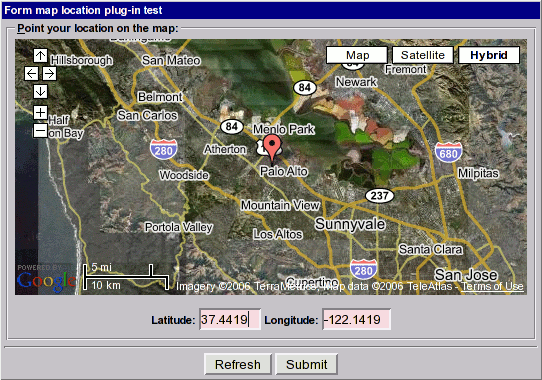 Form map location plug-in test
Point your location on the map:
Map Satellite Hybrid
Hillsborough
San Mateo
Fremont
Newark
84
Belmont
Half
on Bay
San Carlos
84
Menlo Park
280
Atherton
680
Woodside
Palo Alto
Milpitas
237
Mountain View
Portola Valley
Sunnyvale
Los Altos
Santa Clara
POWERED BY
Google
5 mi
10 km
280
Cupertino
San Jose
Imagery ©2006 TerraMetrics, Map data ©2006 TeleAtlas - Terms of Use
Latitude: 37.4419 Longitude: -122.1419
Refresh Submit